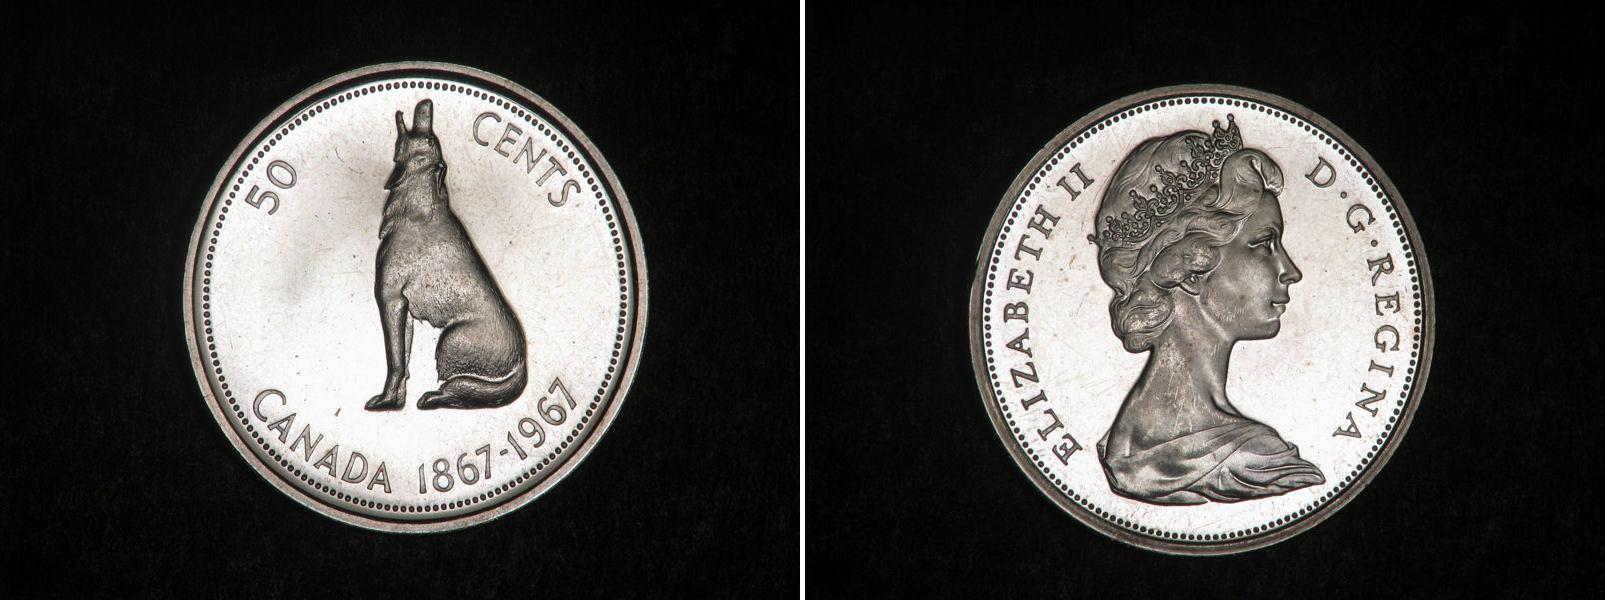 50 CENTS
CANADA 1867-1967
ELIZABETH II D·G·REGINA